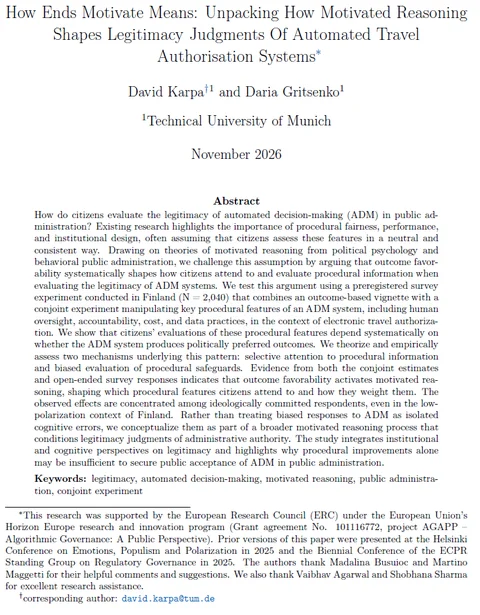 How Ends Motivate Means: Unpacking How Motivated Reasoning
Shapes Legitimacy Judgments Of Automated Travel
Authorisation Systems*
David Karpa†1 and Daria Gritsenko1
1Technical University of Munich
November 2026
Abstract
How do citizens evaluate the legitimacy of automated decision-making (ADM) in public ad-
ministration? Existing research highlights the importance of procedural fairness, performance,
and institutional design, often assuming that citizens assess these features in a neutral and
consistent way. Drawing on theories of motivated reasoning from political psychology and
behavioral public administration, we challenge this assumption by arguing that outcome favor-
ability systematically shapes how citizens attend to and evaluate procedural information when
evaluating the legitimacy of ADM systems. We test this argument using a preregistered survey
experiment conducted in Finland (N = 2,040) that combines an outcome-based vignette with a
conjoint experiment manipulating key procedural features of an ADM system, including human
oversight, accountability, cost, and data practices, in the context of electronic travel authoriza-
tion. We show that citizens' evaluations of these procedural features depend systematically on
whether the ADM system produces politically preferred outcomes. We theorize and empirically
assess two mechanisms underlying this pattern: selective attention to procedural information
and biased evaluation of procedural safeguards. Evidence from both the conjoint estimates
and open-ended survey responses indicates that outcome favorability activates motivated rea-
soning, shaping which procedural features citizens attend to and how they weight them. The
observed effects are concentrated among ideologically committed respondents, even in the low-
polarization context of Finland. Rather than treating biased responses to ADM as isolated
cognitive errors, we conceptualize them as part of a broader motivated reasoning process that
conditions legitimacy judgments of administrative authority. The study integrates institutional
and cognitive perspectives on legitimacy and highlights why procedural improvements alone
may be insufficient to secure public acceptance of ADM in public administration.
Keywords: legitimacy, automated decision-making, motivated reasoning, public administra-
tion, conjoint experiment
*This research was supported by the European Research Council (ERC) under the European Union's
Horizon Europe research and innovation program (Grant agreement No. 101116772, project AGAPP –
Algorithmic Governance: A Public Perspective). Prior versions of this paper were presented at the Helsinki
Conference on Emotions, Populism and Polarization in 2025 and the Biennial Conference of the ECPR
Standing Group on Regulatory Governance in 2025. The authors thank Madalina Busuioc and Martino
Maggetti for their helpful comments and suggestions. We also thank Vaibhav Agarwal and Shobhana Sharma
for excellent research assistance.
†corresponding author: david.karpa@tum.de